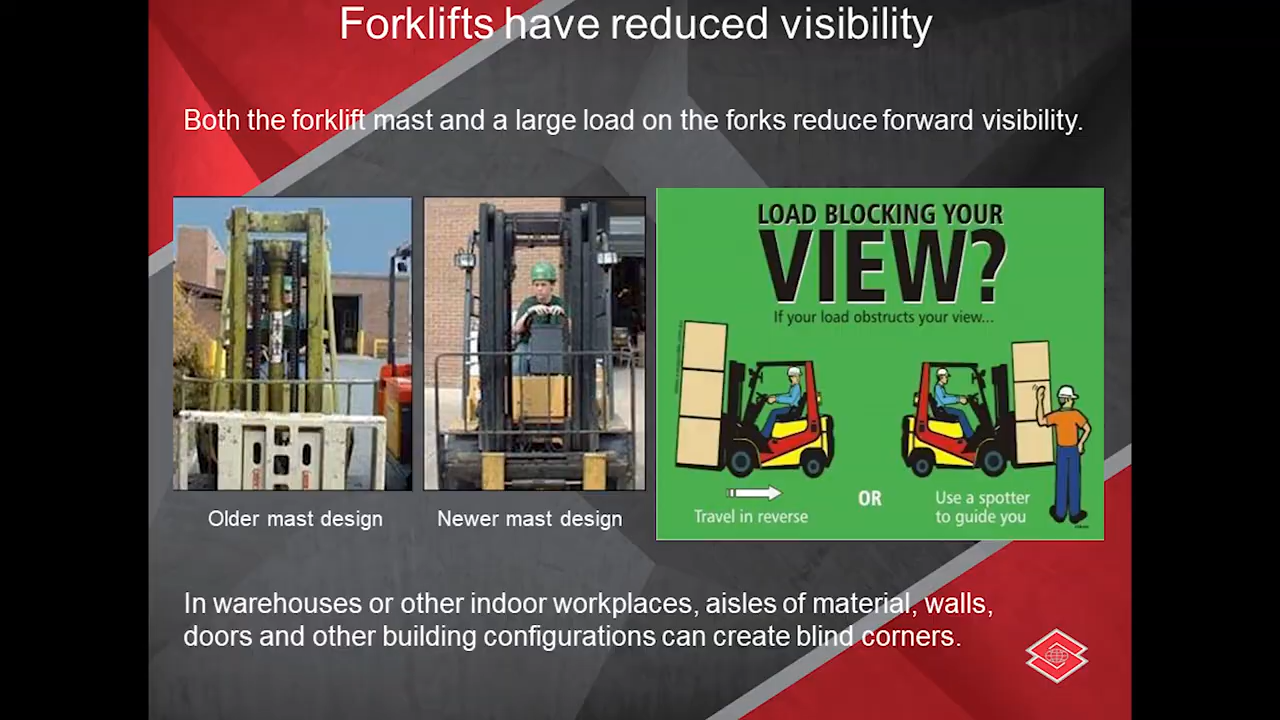 Forklifts have reduced visibility
Both the forklift mast and a large load on the forks reduce forward visibility.
LOAD BLOCKING YOUR
VIEW?
If your load obstructs your view...
Travel in reverse
OR
Use a spotter
to guide you
Older mast design
Newer mast design
In warehouses or other indoor workplaces, aisles of material, walls,
doors and other building configurations can create blind corners.